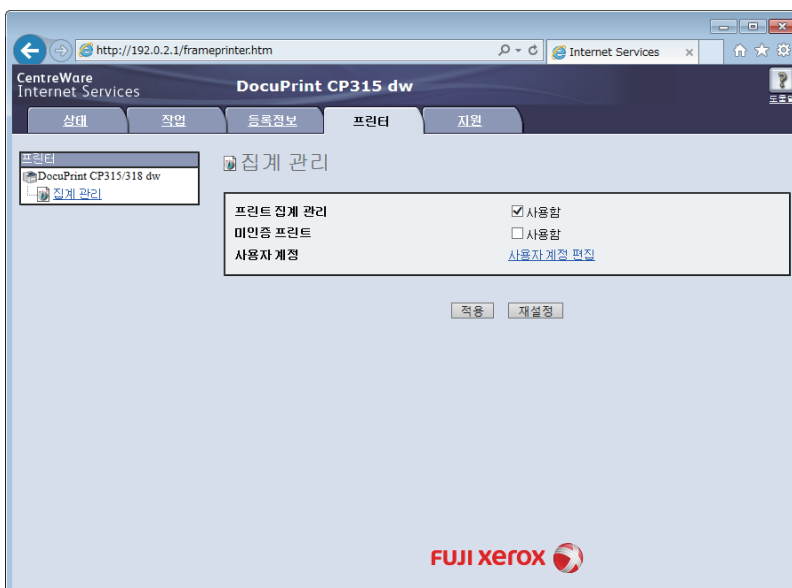 http://192.0.2.1/frameprinter.htm
Internet Services
CentreWare
Internet Services
DocuPrint CP315 dw
도움말
상태
작업
등록정보
프린터
지원
프린터
DocuPrint CP315/318 dw
집계 관리
집계 관리
프린트 집계 관리
사용함
미인증 프린트
사용함
사용자 계정
사용자 계정 편집
적용
재설정
FUJI xerox